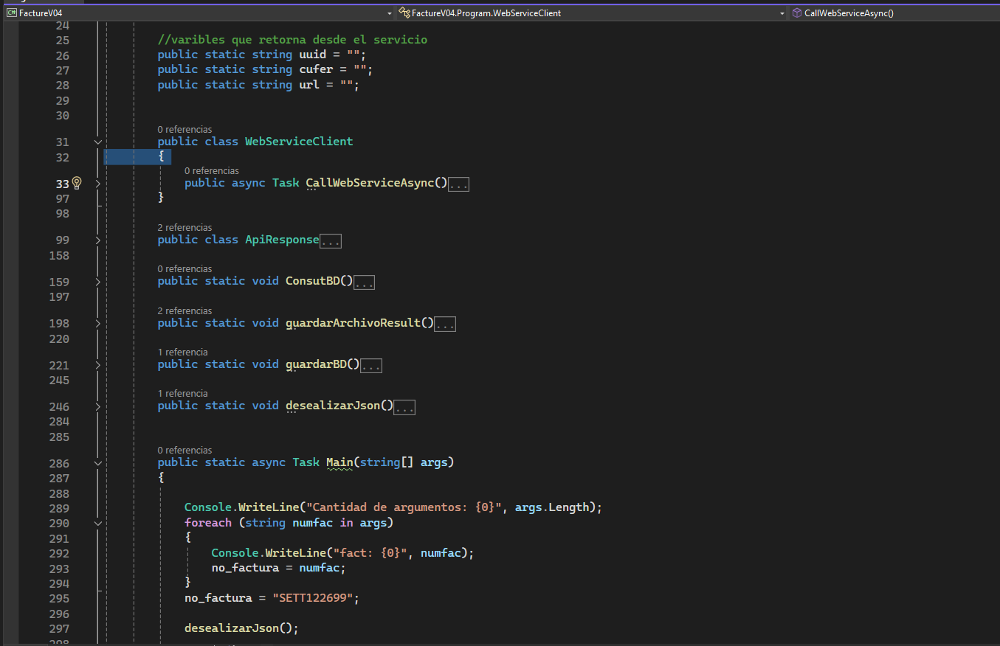 C# FactureV04
FactureV04.Program.WebServiceClient
CallWebServiceAsync()
24
25 //varibles que retorna desde el servicio
26 public static string uuid = "";
27 public static string cufer = "";
28 public static string url = "";
29
30
0 referencias
31 public class WebServiceClient
32 {
0 referencias
33 public async Task CallWebServiceAsync()...
97 }
98
2 referencias
99 public class ApiResponse...
158
0 referencias
159 public static void ConsutBD()...
197
2 referencias
198 public static void guardarArchivoResult()...
220
1 referencia
221 public static void guardarBD()...
245
1 referencia
246 public static void desealizarJson()...
284
285
0 referencias
286 public static async Task Main(string[] args)
287 {
288
289 Console.WriteLine("Cantidad de argumentos: {0}", args.Length);
290 foreach (string numfac in args)
291 {
292 Console.WriteLine("fact: {0}", numfac);
293 no_factura = numfac;
294 }
295 no_factura = "SETT122699";
296
297 desealizarJson();
298